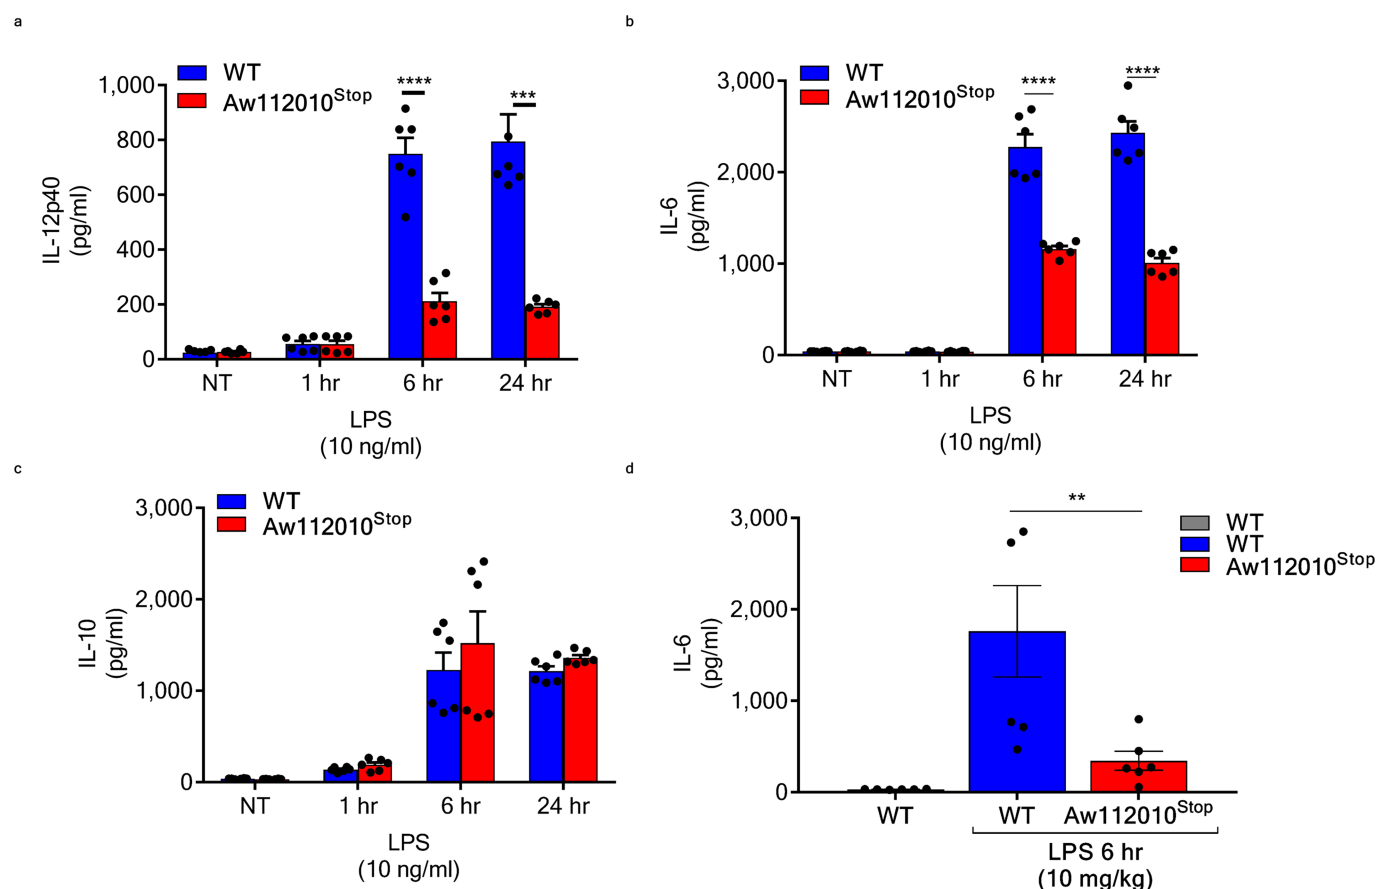 a
WT
Aw112010Stop
1,000
800
600
400
200
0
IL-12p40
(pg/ml)
****
***
NT
1 hr
6 hr
24 hr
LPS
(10 ng/ml)
b
WT
Aw112010Stop
3,000
2,000
1,000
0
IL-6
(pg/ml)
****
****
NT
1 hr
6 hr
24 hr
LPS
(10 ng/ml)
c
WT
Aw112010Stop
3,000
2,000
1,000
0
IL-10
(pg/ml)
NT
1 hr
6 hr
24 hr
LPS
(10 ng/ml)
d
**
WT
WT
Aw112010Stop
3,000
2,000
1,000
0
IL-6
(pg/ml)
WT
WT
Aw112010Stop
LPS 6 hr
(10 mg/kg)